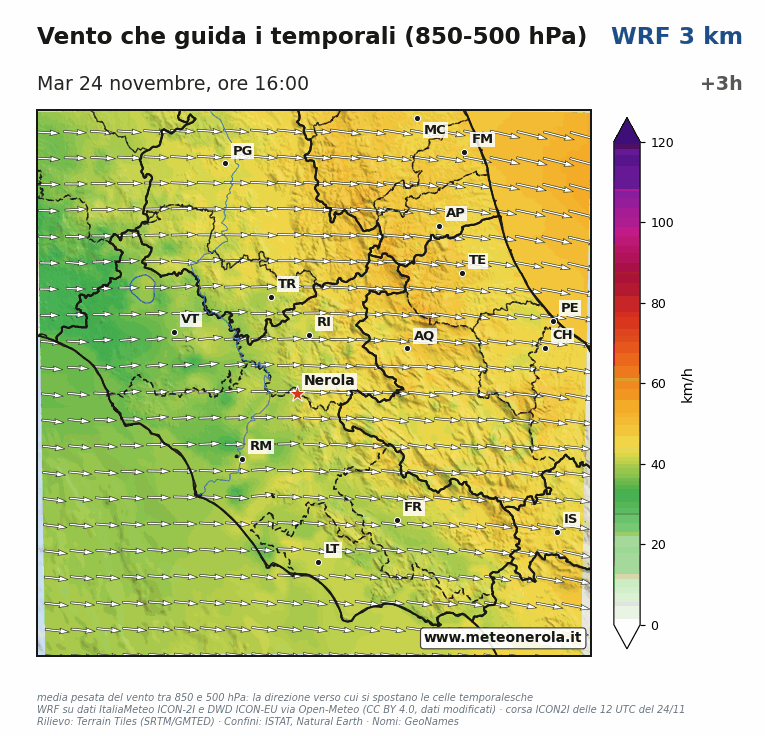 Vento che guida i temporali (850-500 hPa) WRF 3 km
Mar 24 novembre, ore 16:00 +3h
MC
FM
PG
AP
TE
TR
PE
VT
RI
AQ
CH
Nerola
RM
FR
IS
LT
www.meteonerola.it
120
100
80
60
40
20
0
km/h
media pesata del vento tra 850 e 500 hPa: la direzione verso cui si spostano le celle temporalesche
WRF su dati ItaliaMeteo ICON-2I e DWD ICON-EU via Open-Meteo (CC BY 4.0, dati modificati) · corsa ICON2I delle 12 UTC del 24/11
Rilievo: Terrain Tiles (SRTM/GMTED) · Confini: ISTAT, Natural Earth · Nomi: GeoNames